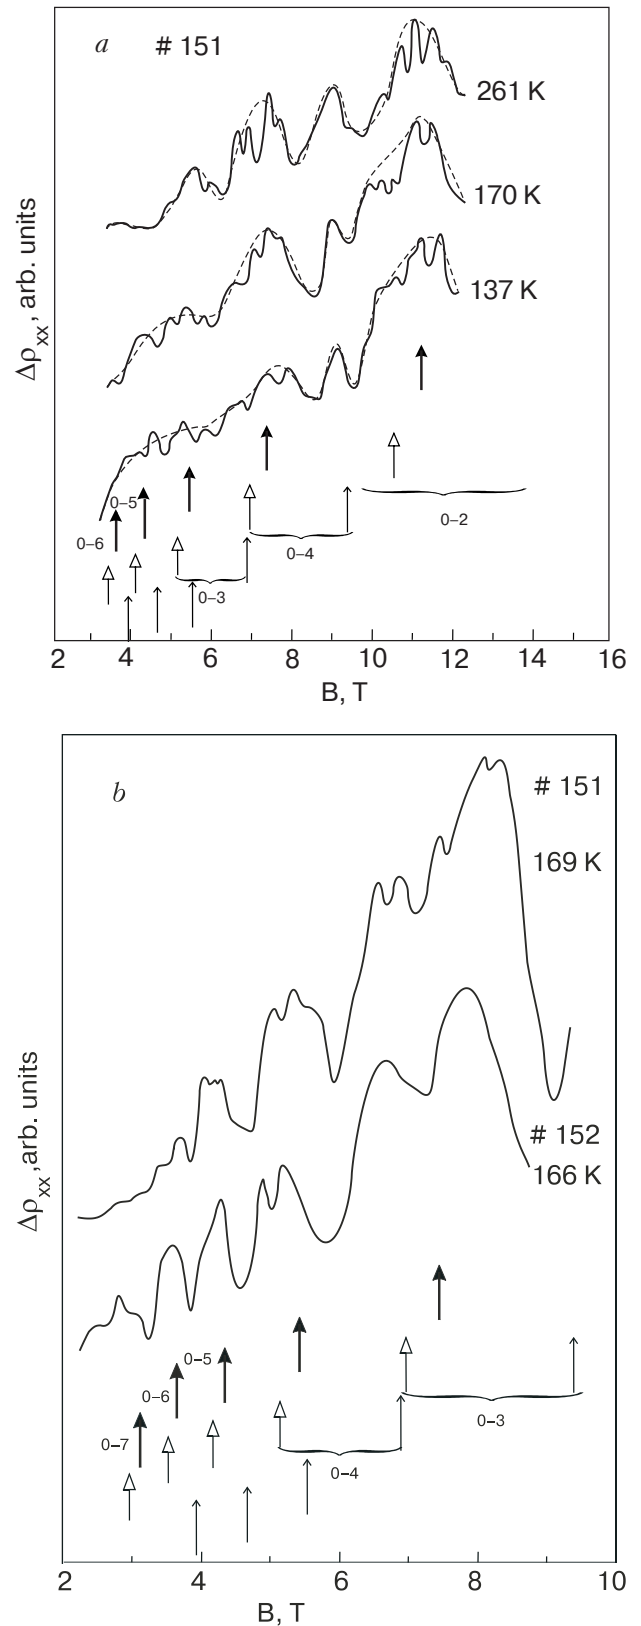 a # 151
261 K
170 K
137 K
Δρxx, arb. units
0–5
0–6
0–2
0–4
0–3
2 4 6 8 10 12 14 16
B, T
b
# 151
169 K
# 152
166 K
Δρxx,arb. units
0–5
0–6
0–7
0–3
0–4
2 4 6 8 10
B, T